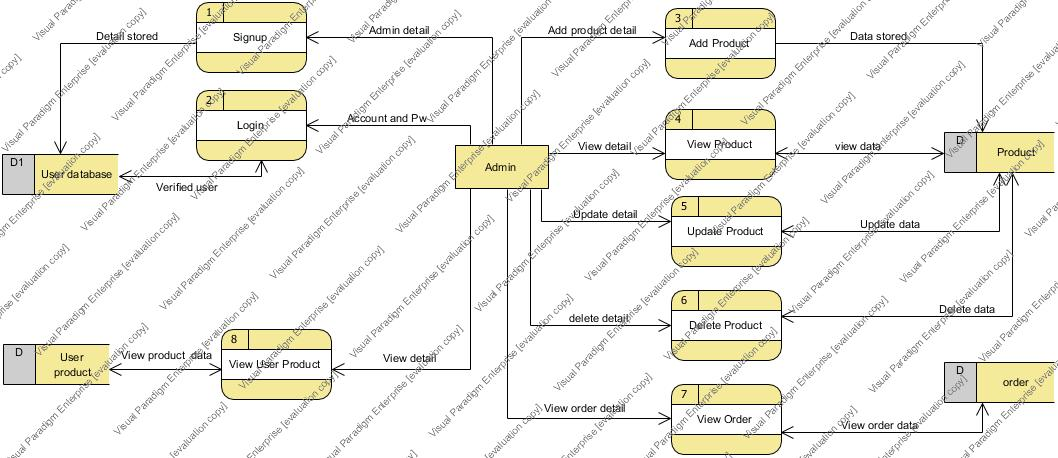 1
Signup
Detail stored
Admin detail
2
Login
Account and Pw
D1
User database
Verified user
Admin
Add product detail
3
Add Product
Data stored
View detail
4
View Product
view data
D
Product
Update detail
5
Update Product
Update data
delete detail
6
Delete Product
Delete data
D
User
product
View product data
8
View User Product
View detail
View order detail
7
View Order
View order data
D
order
Visual Paradigm Enterprise [evaluation copy]